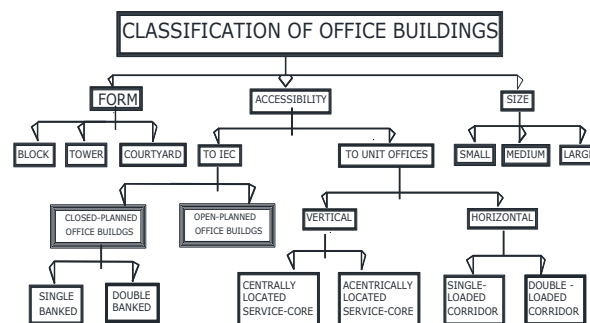 CLASSIFICATION OF OFFICE BUILDINGS
FORM
ACCESSIBILITY
SIZE
BLOCK
TOWER
COURTYARD
TO IEC
TO UNIT OFFICES
SMALL
MEDIUM
LARGE
CLOSED-PLANNED
OFFICE BUILDGS
OPEN-PLANNED
OFFICE BUILDGS
VERTICAL
HORIZONTAL
SINGLE
BANKED
DOUBLE
BANKED
CENTRALLY
LOCATED
SERVICE-CORE
ACENTRICALLY
LOCATED
SERVICE-CORE
SINGLE-
LOADED
CORRIDOR
DOUBLE -
LOADED
CORRIDOR